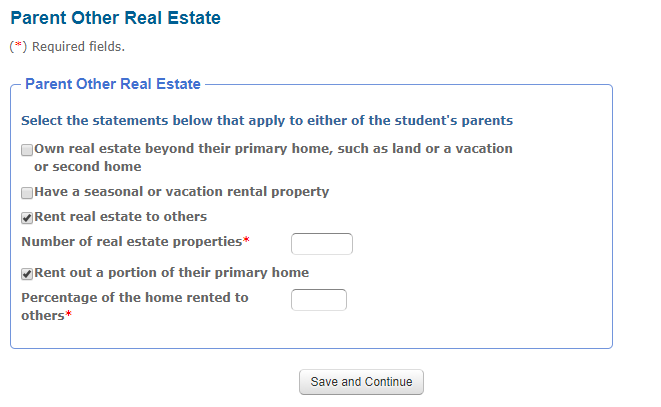 Parent Other Real Estate
(*) Required fields.
Parent Other Real Estate
Select the statements below that apply to either of the student's parents
Own real estate beyond their primary home, such as land or a vacation
or second home
Have a seasonal or vacation rental property
Rent real estate to others
Number of real estate properties*
Rent out a portion of their primary home
Percentage of the home rented to
others*
Save and Continue